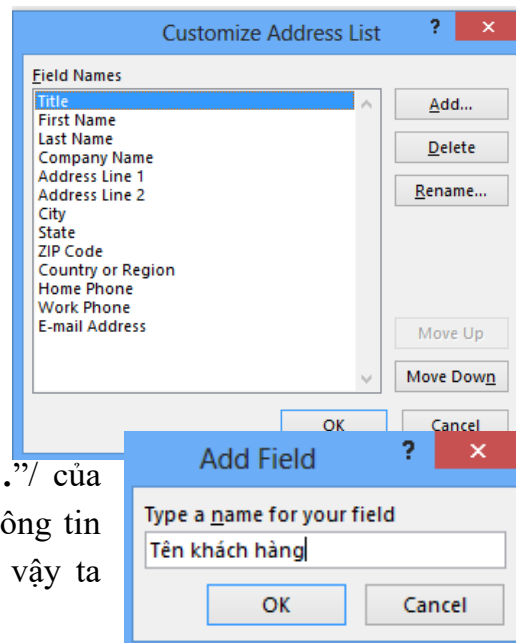 Customize Address List ? ×
Field Names
Title
First Name
Last Name
Company Name
Address Line 1
Address Line 2
City
State
ZIP Code
Country or Region
Home Phone
Work Phone
E-mail Address
Add...
Delete
Rename...
Move Up
Move Down
OK Cancel
.”/ của
ông tin
vậy ta
Add Field ? ×
Type a name for your field
Tên khách hàng
OK Cancel